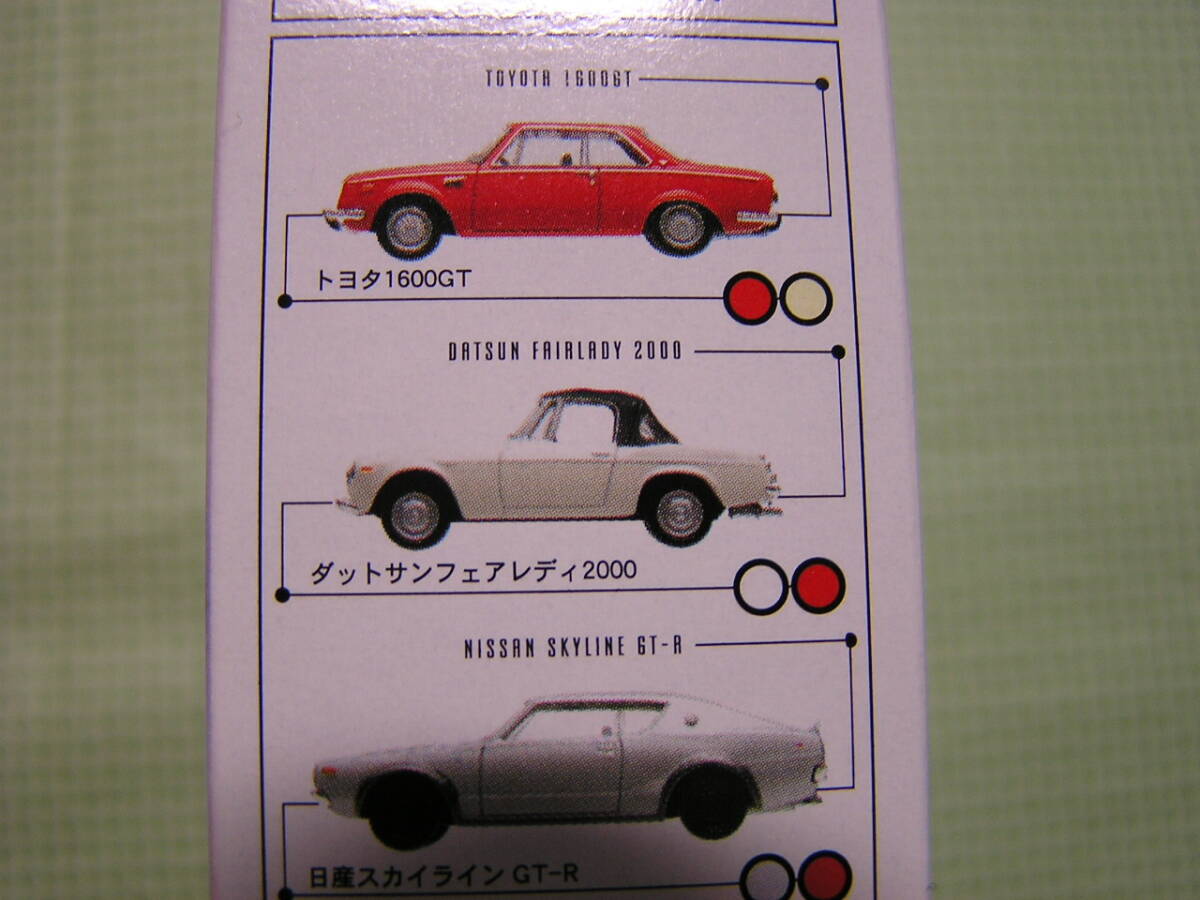 TOYOTA 1600GT
トヨタ1600GT
DATSUN FAIRLADY 2000
ダットサンフェアレディ2000
NISSAN SKYLINE GT-R
日産スカイライン GT-R